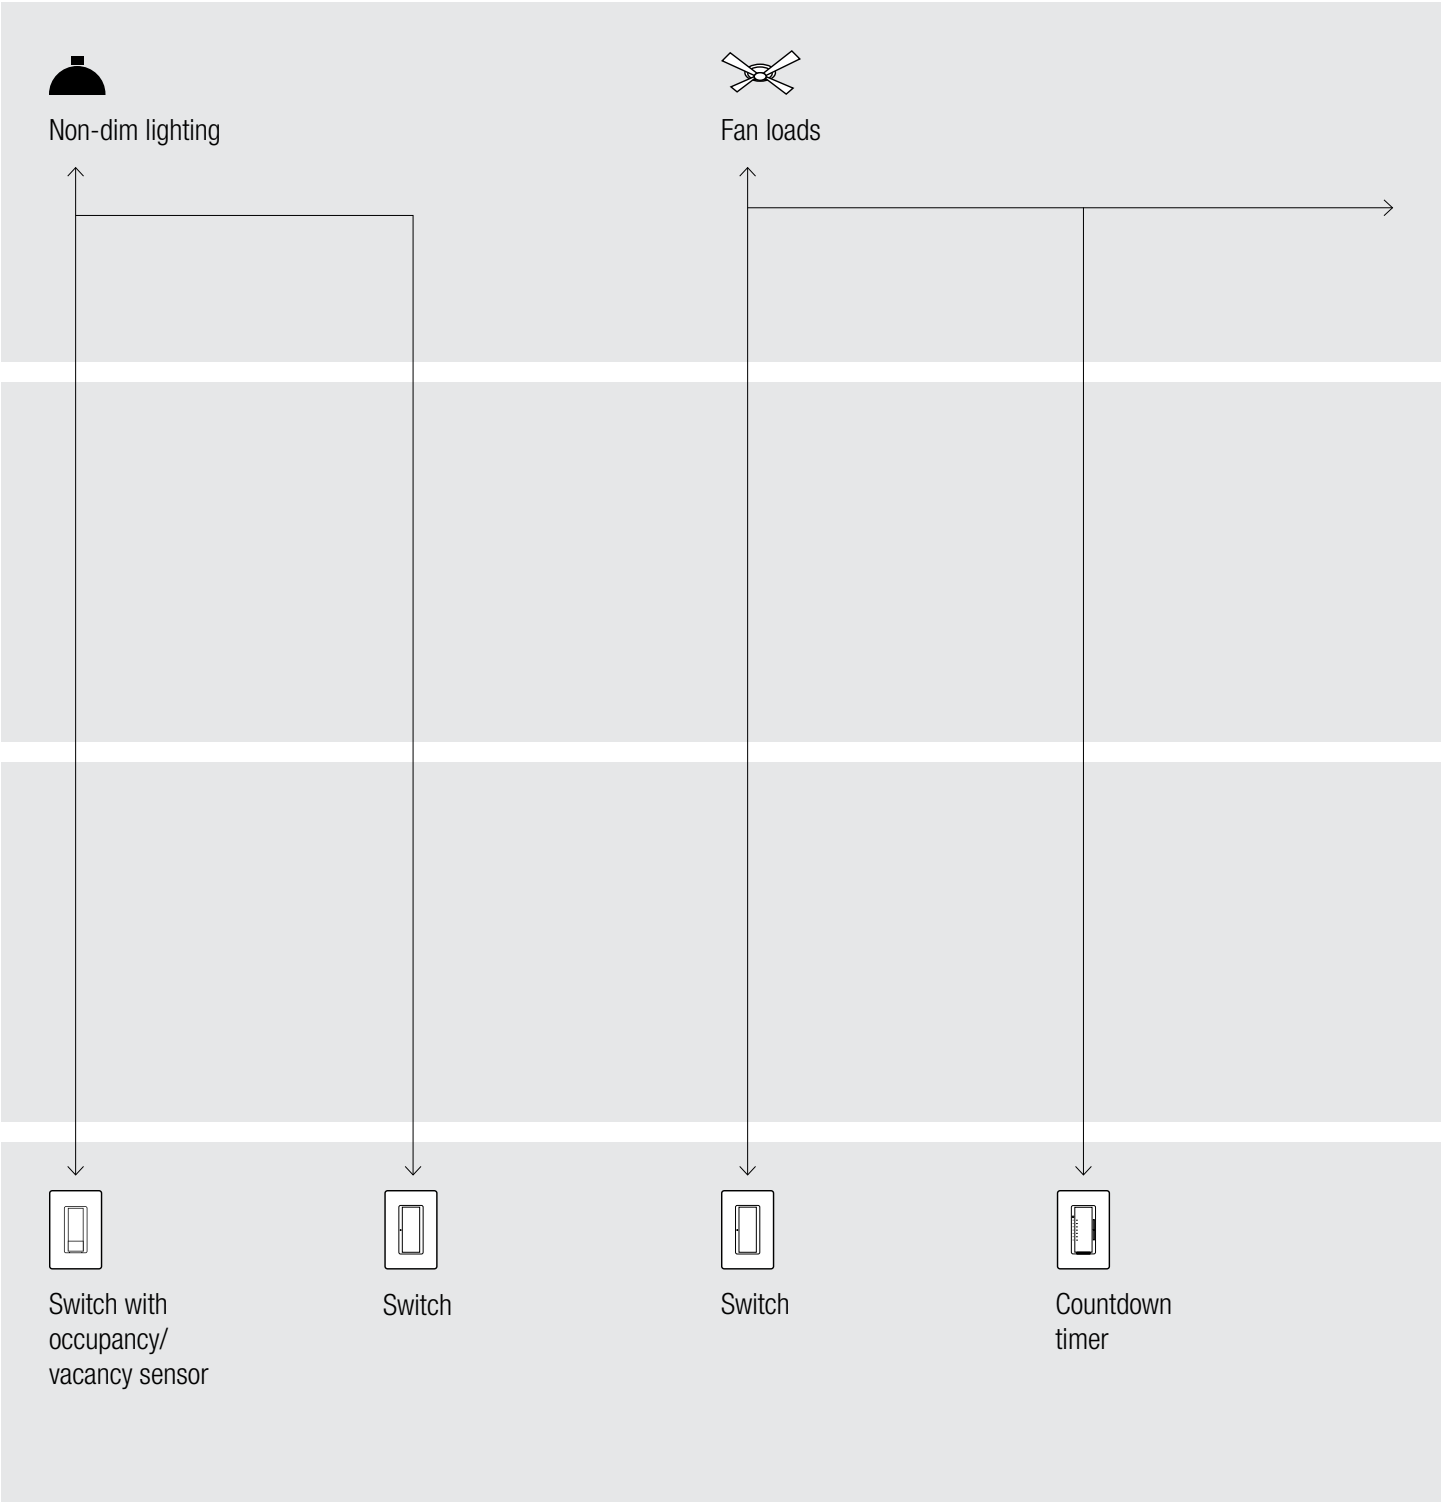 Non-dim lighting
Fan loads
Switch with
occupancy/
vacancy sensor
Switch
Switch
Countdown
timer